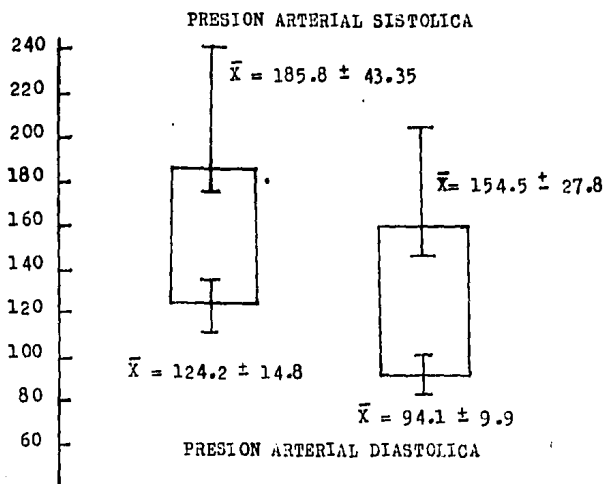 PRESION ARTERIAL SISTOLICA
240
220
200
180
160
140
120
100
80
60
X̄ = 185.8 ± 43.35
X̄= 154.5 ± 27.8
X̄ = 124.2 ± 14.8
X̄ = 94.1 ± 9.9
PRESION ARTERIAL DIASTOLICA